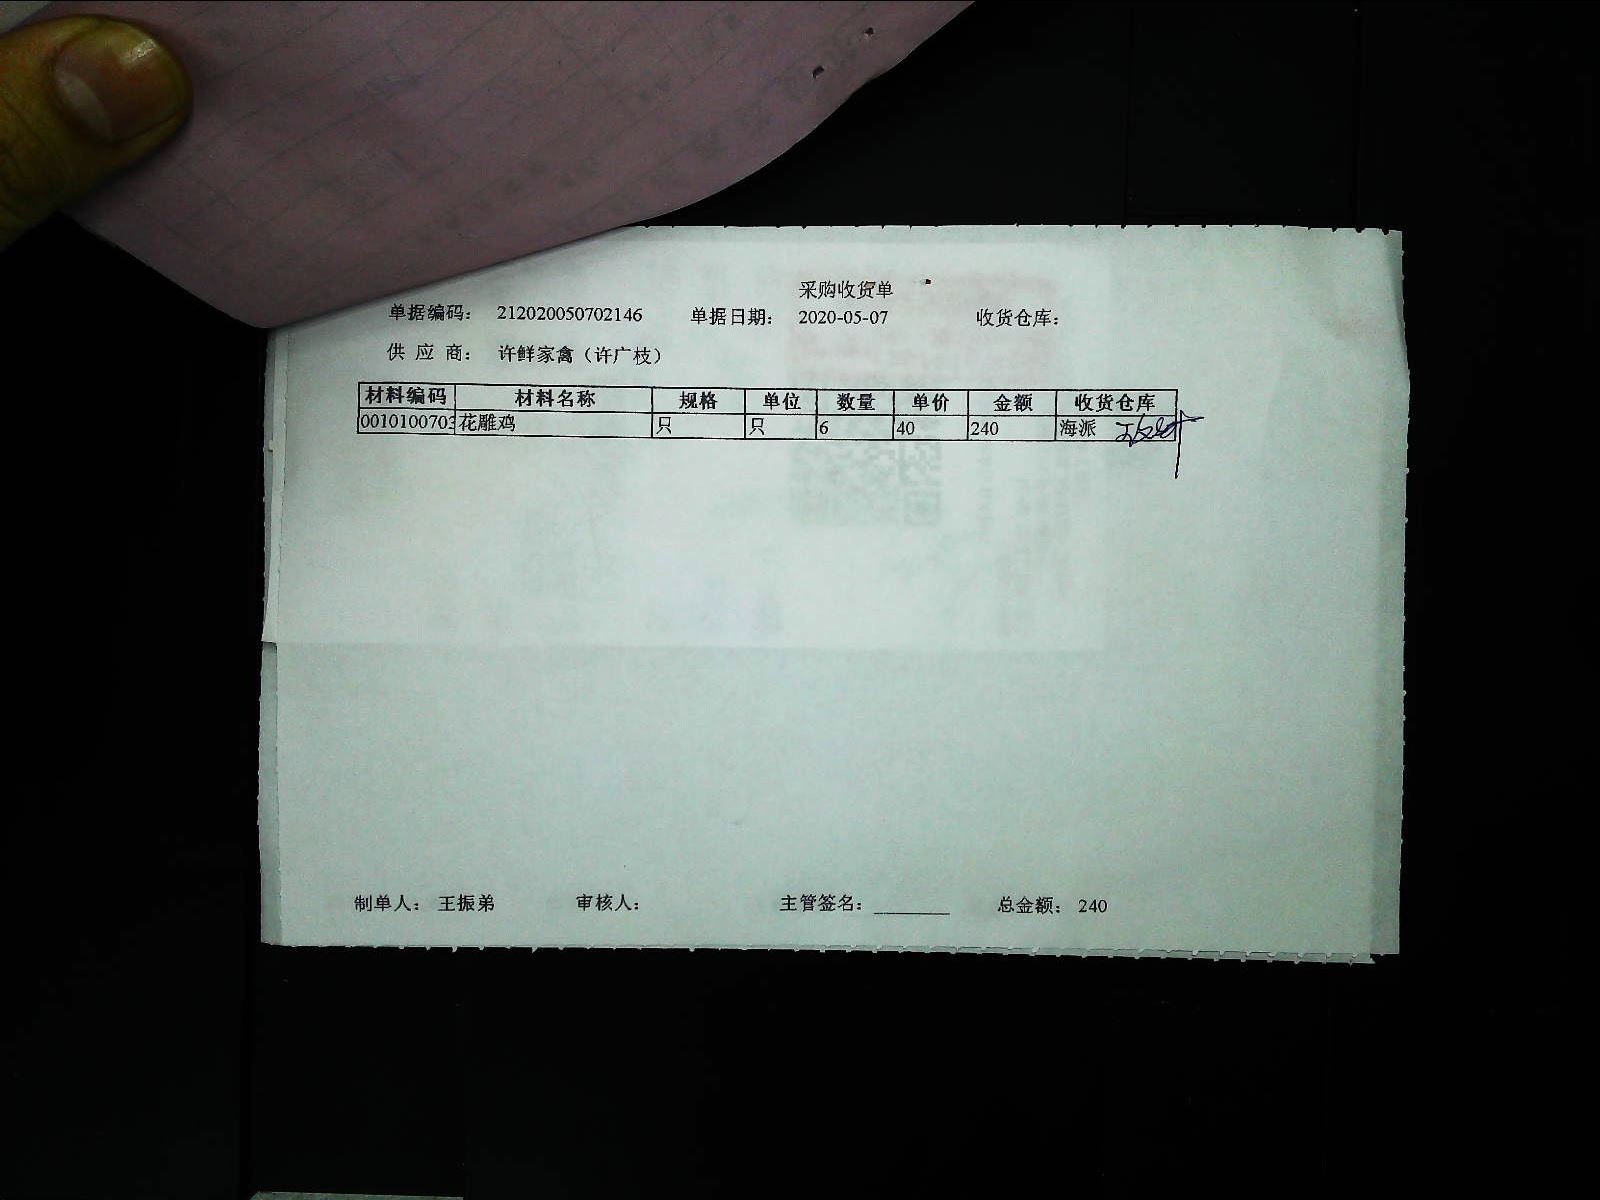 采购收货单
单据编码： 212020050702146 单据日期： 2020-05-07 收货仓库：
供 应 商： 许鲜家禽（许广枝）
材料编码 材料名称 规格 单位 数量 单价 金额 收货仓库
0010100703 花雕鸡 只 只 6 40 240 海派
制单人： 王振弟 审核人： 主管签名：________ 总金额： 240